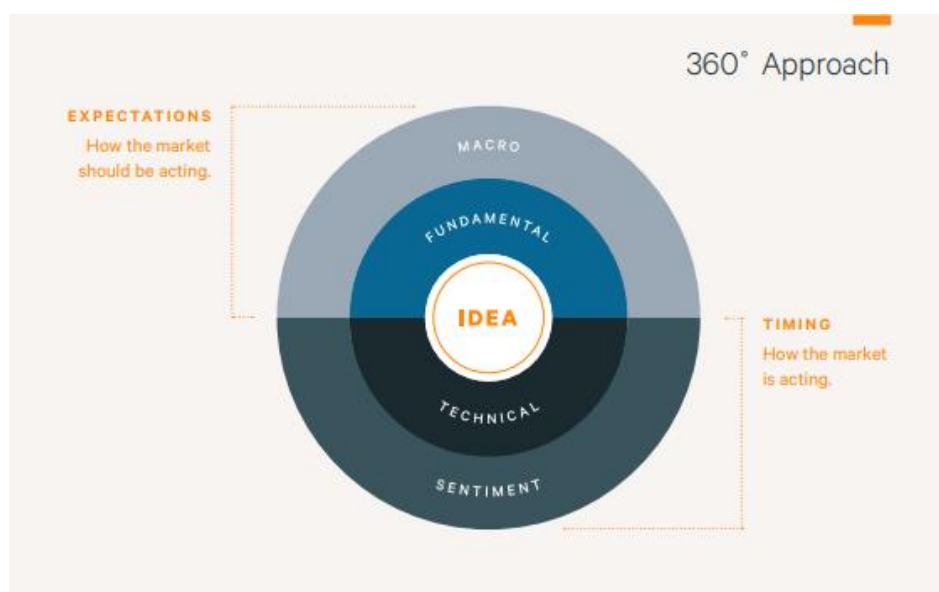 360° Approach
EXPECTATIONS
How the market
should be acting.
MACRO
FUNDAMENTAL
IDEA
TIMING
How the market
is acting.
TECHNICAL
SENTIMENT